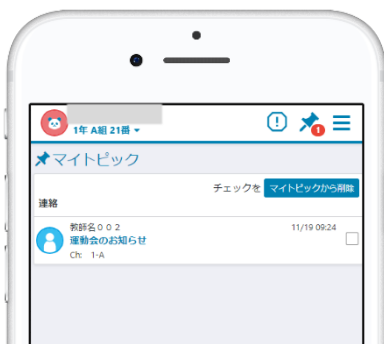 1年 A組 21番
1
マイトピック
チェックを マイトピックから削除
連絡
教師名００２ 11/19 09:24
運動会のお知らせ
Ch: 1-A